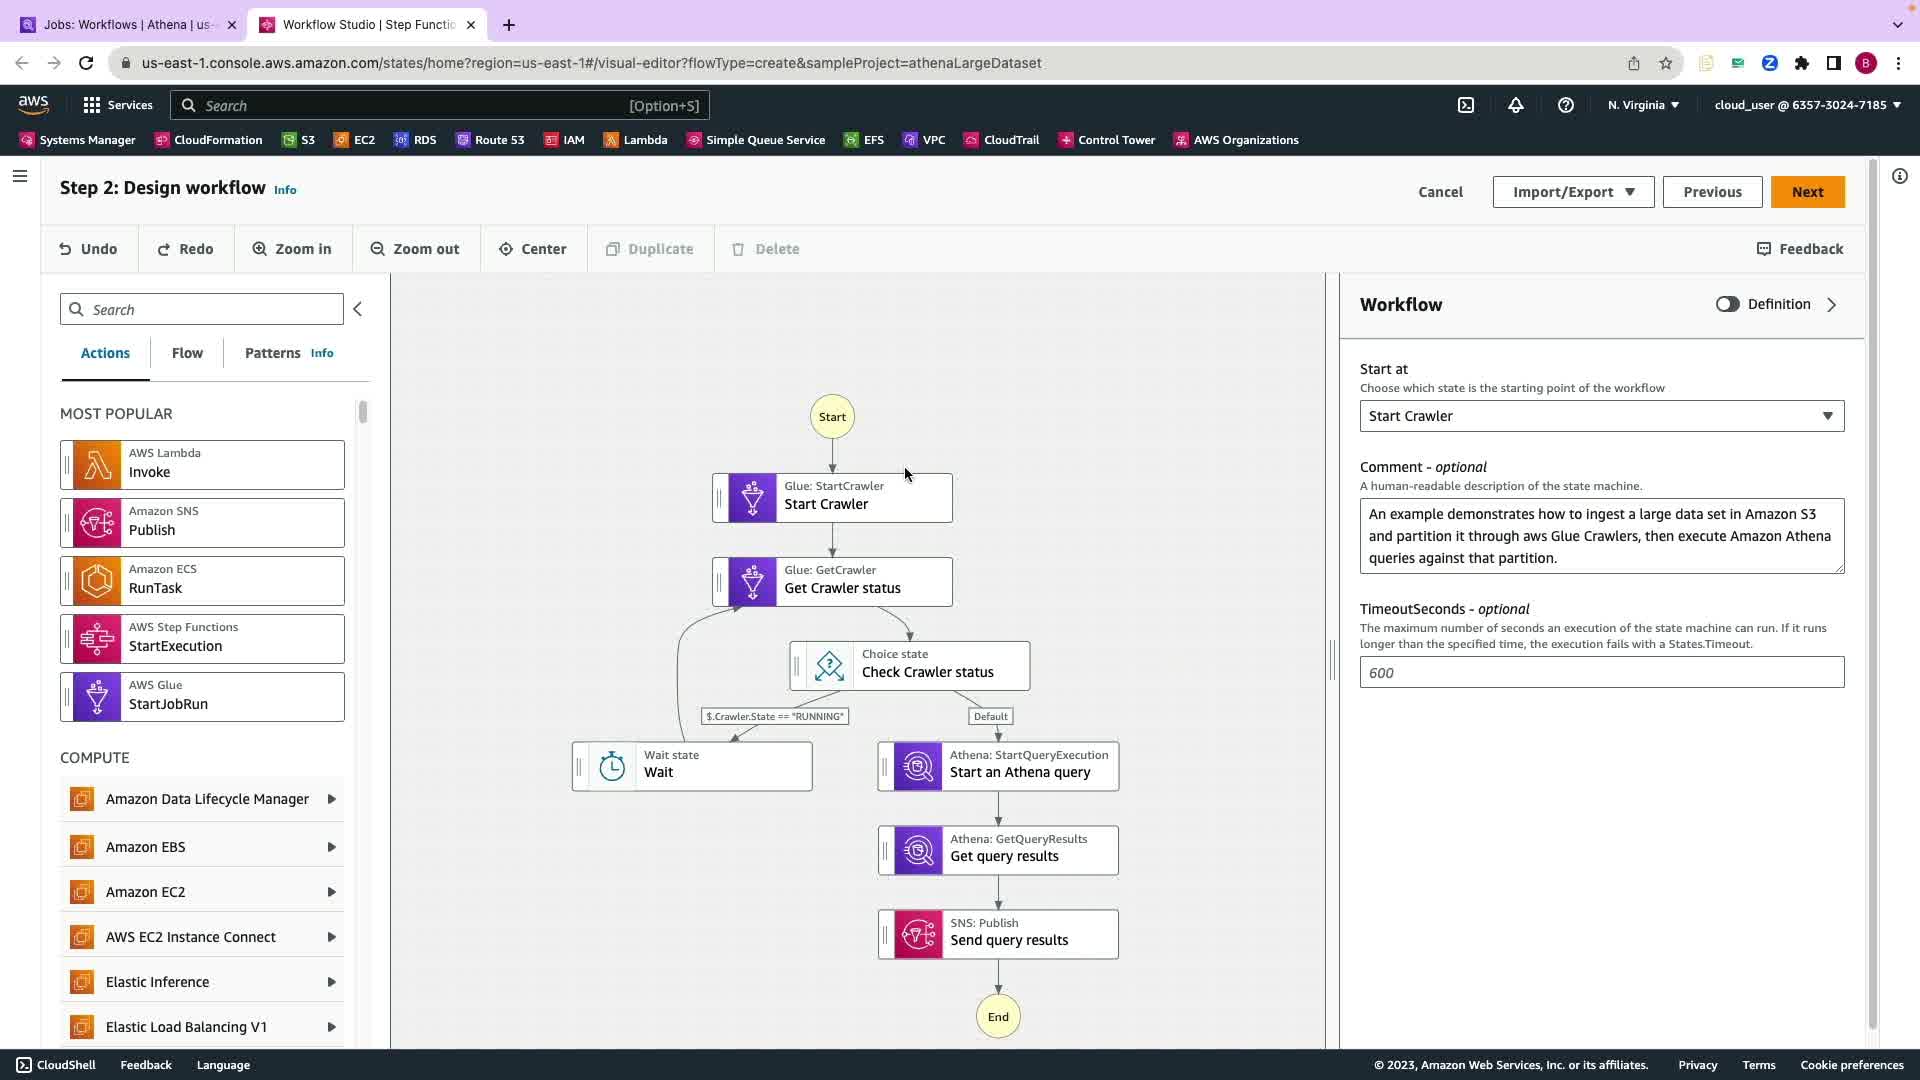 Jobs: Workflows | Athena | us-
Workflow Studio | Step Functio
us-east-1.console.aws.amazon.com/states/home?region=us-east-1#/visual-editor?flowType=create&sampleProject=athenaLargeDataset
B
aws
Services
Search
[Option+S]
N. Virginia
cloud_user @ 6357-3024-7185
Systems Manager
CloudFormation
S3
EC2
RDS
Route 53
IAM
Lambda
Simple Queue Service
EFS
VPC
CloudTrail
Control Tower
AWS Organizations
Step 2: Design workflow Info
Cancel
Import/Export
Previous
Next
Undo
Redo
Zoom in
Zoom out
Center
Duplicate
Delete
Feedback
Search
Actions
Flow
Patterns Info
MOST POPULAR
AWS Lambda
Invoke
Amazon SNS
Publish
Amazon ECS
RunTask
AWS Step Functions
StartExecution
AWS Glue
StartJobRun
COMPUTE
Amazon Data Lifecycle Manager
Amazon EBS
Amazon EC2
AWS EC2 Instance Connect
Elastic Inference
Elastic Load Balancing V1
Start
Glue: StartCrawler
Start Crawler
Glue: GetCrawler
Get Crawler status
Choice state
Check Crawler status
$.Crawler.State == "RUNNING"
Default
Wait state
Wait
Athena: StartQueryExecution
Start an Athena query
Athena: GetQueryResults
Get query results
SNS: Publish
Send query results
End
Workflow
Definition
Start at
Choose which state is the starting point of the workflow
Start Crawler
Comment - optional
A human-readable description of the state machine.
An example demonstrates how to ingest a large data set in Amazon S3
and partition it through aws Glue Crawlers, then execute Amazon Athena
queries against that partition.
TimeoutSeconds - optional
The maximum number of seconds an execution of the state machine can run. If it runs
longer than the specified time, the execution fails with a States.Timeout.
600
CloudShell
Feedback
Language
© 2023, Amazon Web Services, Inc. or its affiliates.
Privacy
Terms
Cookie preferences